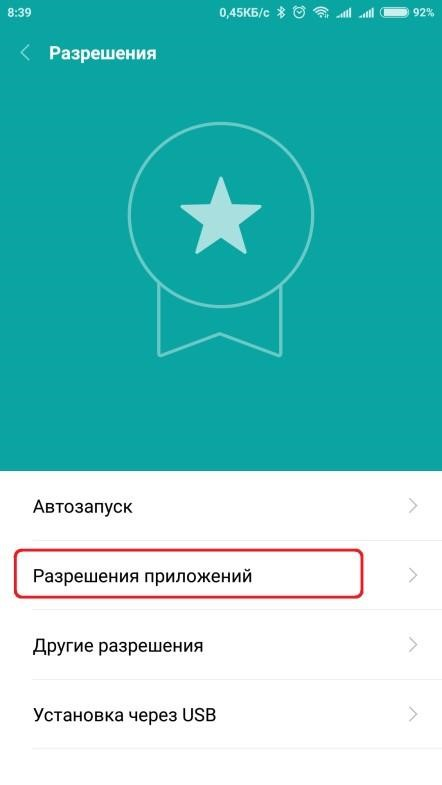 8:39 0,45КБ/с 92%
Разрешения
Автозапуск
Разрешения приложений
Другие разрешения
Установка через USB